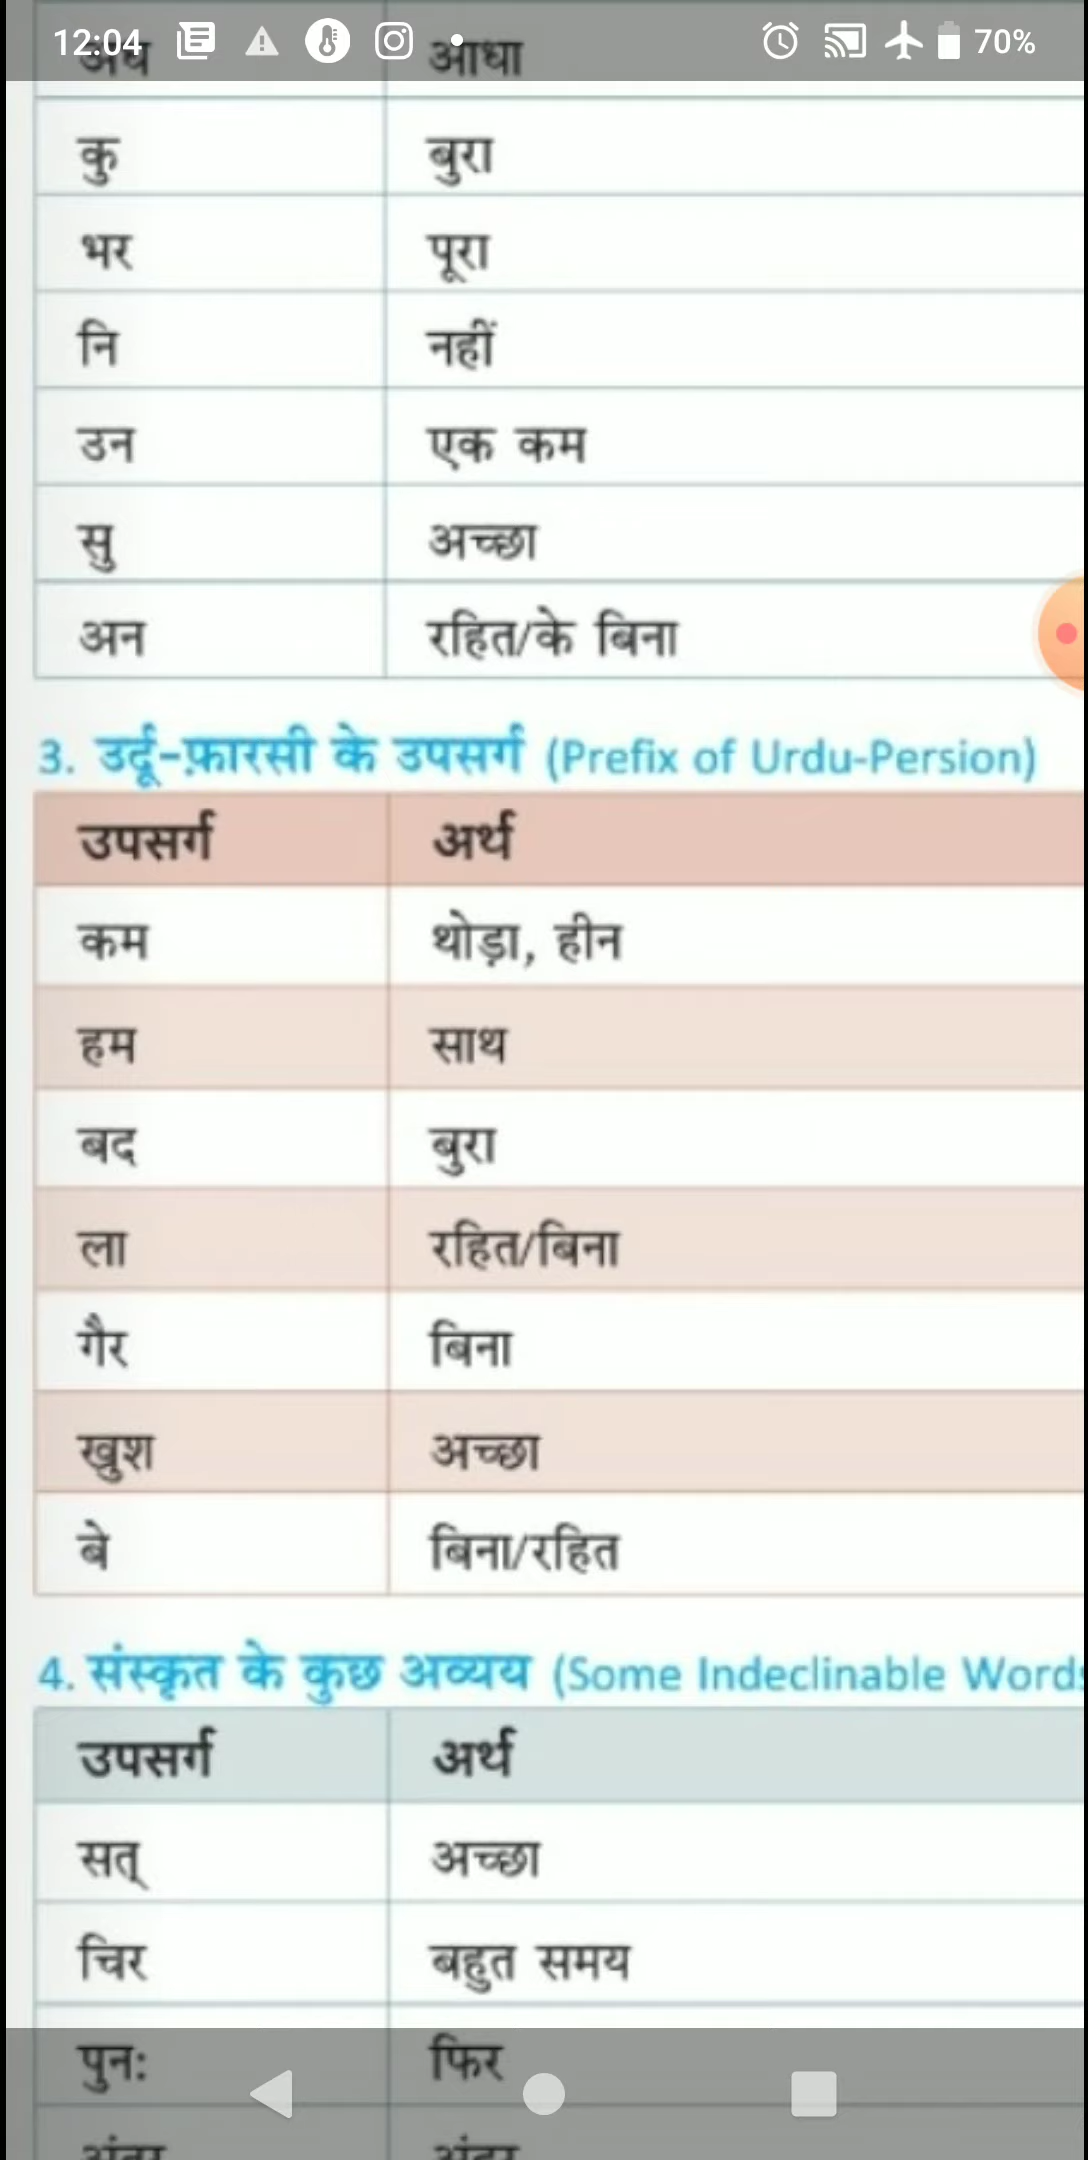 12:04 70%
अध आधा
कु बुरा
भर पूरा
नि नहीं
उन एक कम
सु अच्छा
अन रहित/के बिना
3. उर्दू-फ़ारसी के उपसर्ग (Prefix of Urdu-Persion)
उपसर्ग अर्थ
कम थोड़ा, हीन
हम साथ
बद बुरा
ला रहित/बिना
गैर बिना
खुश अच्छा
बे बिना/रहित
4. संस्कृत के कुछ अव्यय (Some Indeclinable Words
उपसर्ग अर्थ
सत् अच्छा
चिर बहुत समय
पुनः फिर